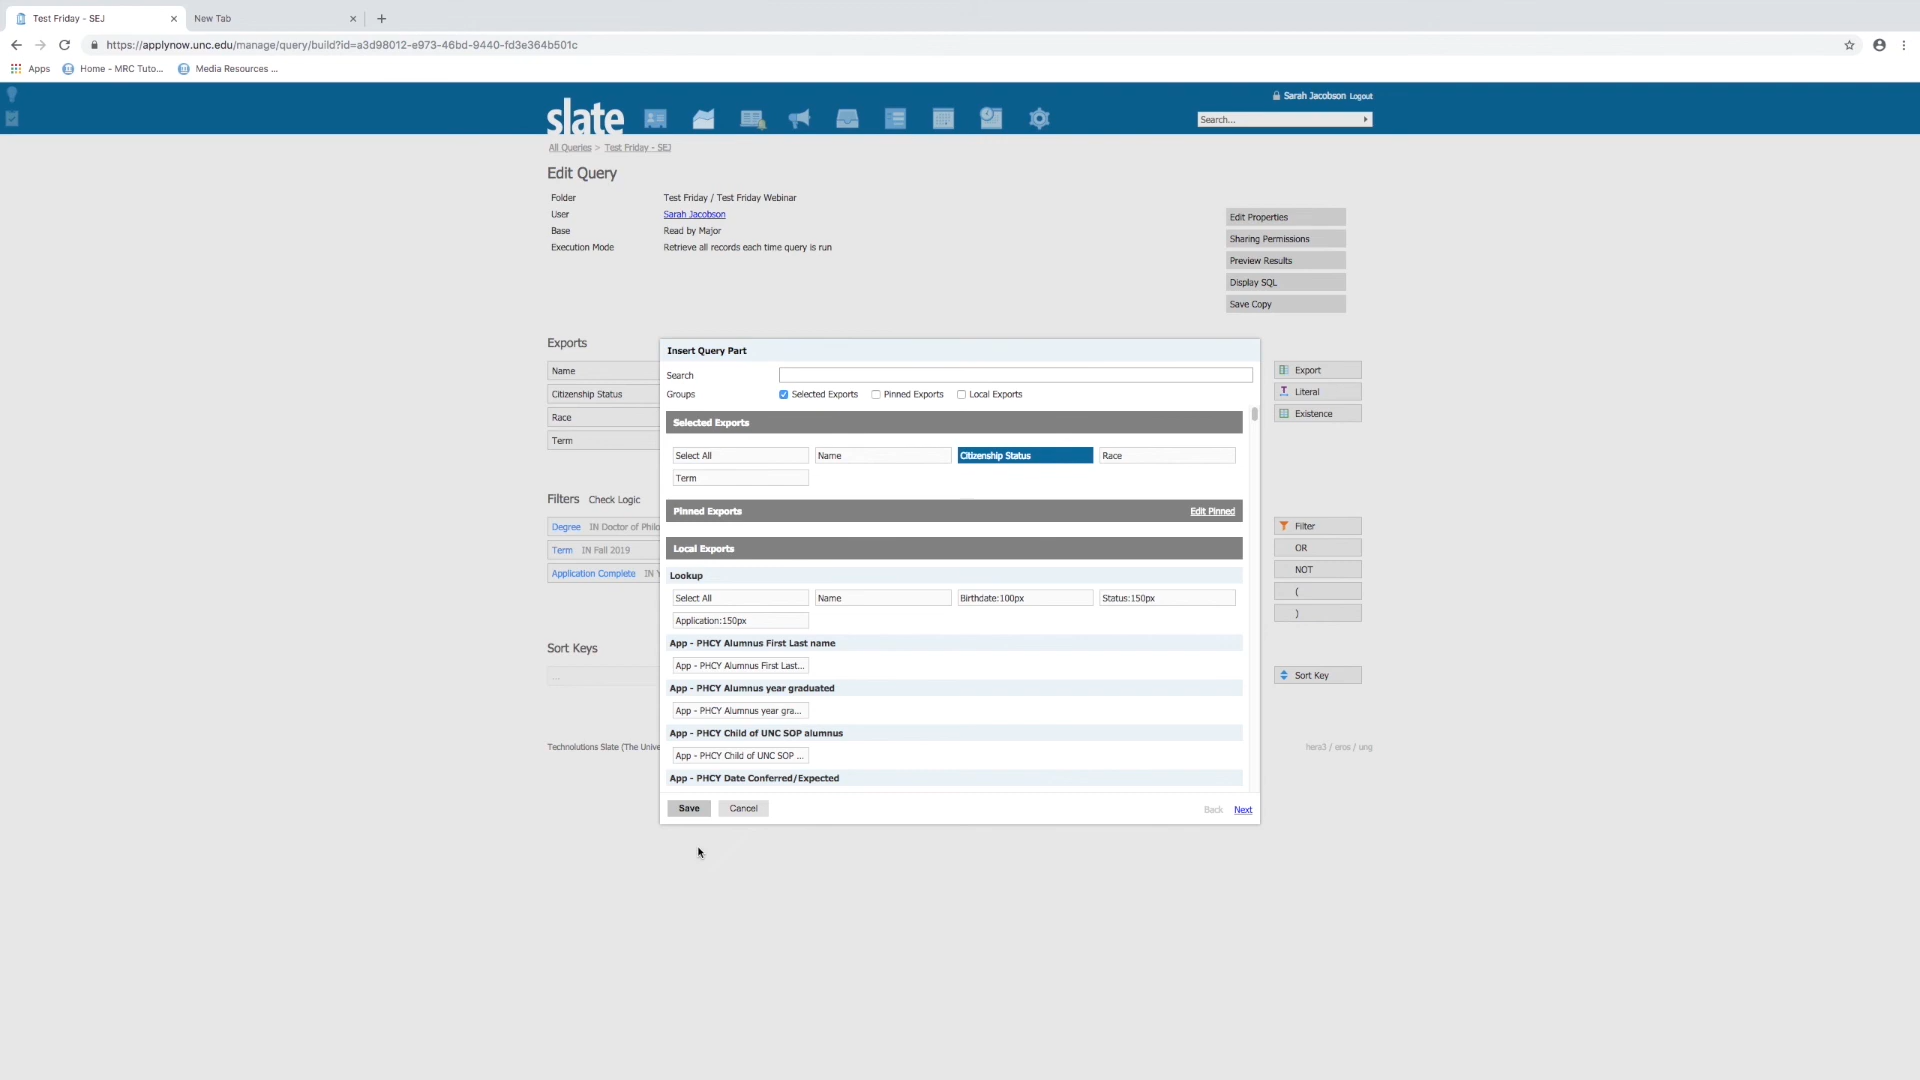 Test Friday - SEJ
New Tab
https://applynow.unc.edu/manage/query/build?id=a3d98012-e973-46bd-9440-fd3e364b501c
Apps
Home - MRC Tuto...
Media Resources ...
slate
Sarah Jacobson Logout
Search...
All Queries > Test Friday - SEJ
Edit Query
Folder Test Friday / Test Friday Webinar
User Sarah Jacobson
Base Read by Major
Execution Mode Retrieve all records each time query is run
Edit Properties
Sharing Permissions
Preview Results
Display SQL
Save Copy
Exports
Name
Citizenship Status
Race
Term
Export
Literal
Existence
Filters Check Logic
Degree IN Doctor of Philo
Term IN Fall 2019
Application Complete IN Y
Filter
OR
NOT
(
)
Sort Keys
...
Sort Key
Technolutions Slate (The Unive
hera3 / eros / ung
Insert Query Part
Search
Groups Selected Exports Pinned Exports Local Exports
Selected Exports
Select All Name Citizenship Status Race
Term
Pinned Exports Edit Pinned
Local Exports
Lookup
Select All Name Birthdate:100px Status:150px
Application:150px
App - PHCY Alumnus First Last name
App - PHCY Alumnus First Last...
App - PHCY Alumnus year graduated
App - PHCY Alumnus year gra...
App - PHCY Child of UNC SOP alumnus
App - PHCY Child of UNC SOP ...
App - PHCY Date Conferred/Expected
Save Cancel Back Next